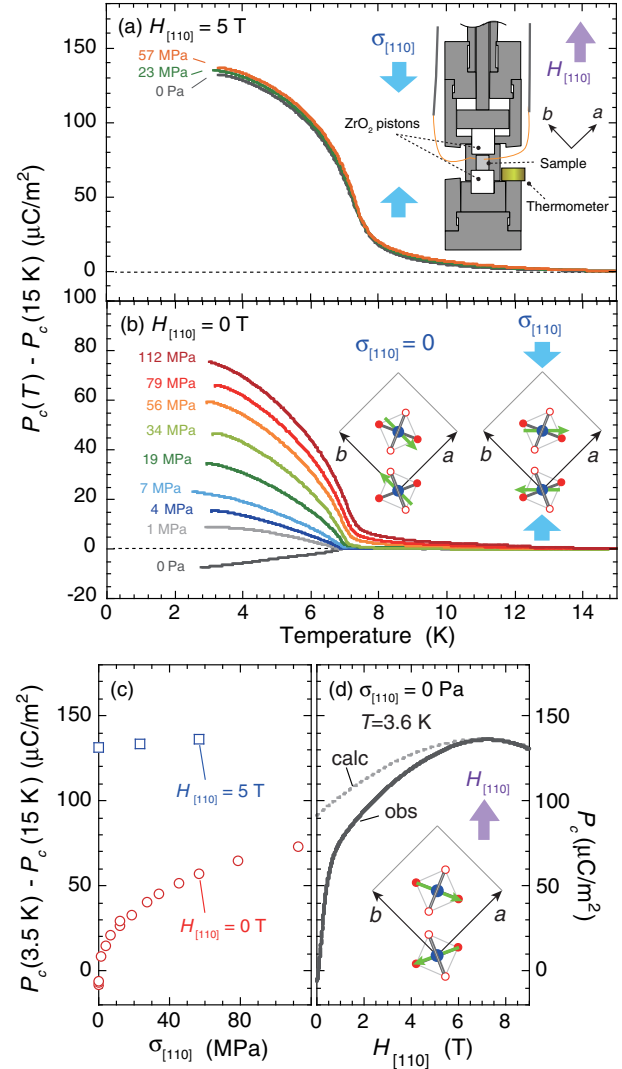 (a) H[110] = 5 T
57 MPa
23 MPa
0 Pa
σ[110]
H[110]
b
a
ZrO2 pistons
Sample
Thermometer
150
100
50
0
Pc(T) - Pc(15 K) (μC/m²)
(b) H[110] = 0 T
σ[110] = 0
σ[110]
112 MPa
79 MPa
56 MPa
34 MPa
19 MPa
7 MPa
4 MPa
1 MPa
0 Pa
b
a
b
a
100
80
60
40
20
0
-20
0
2
4
6
8
10
12
14
Temperature (K)
(c)
H[110] = 5 T
H[110] = 0 T
150
100
50
0
Pc(3.5 K) - Pc(15 K) (μC/m²)
0
40
80
σ[110] (MPa)
(d) σ[110] = 0 Pa
T=3.6 K
calc
obs
H[110]
b
a
150
100
50
0
Pc (μC/m²)
0
2
4
6
8
H[110] (T)